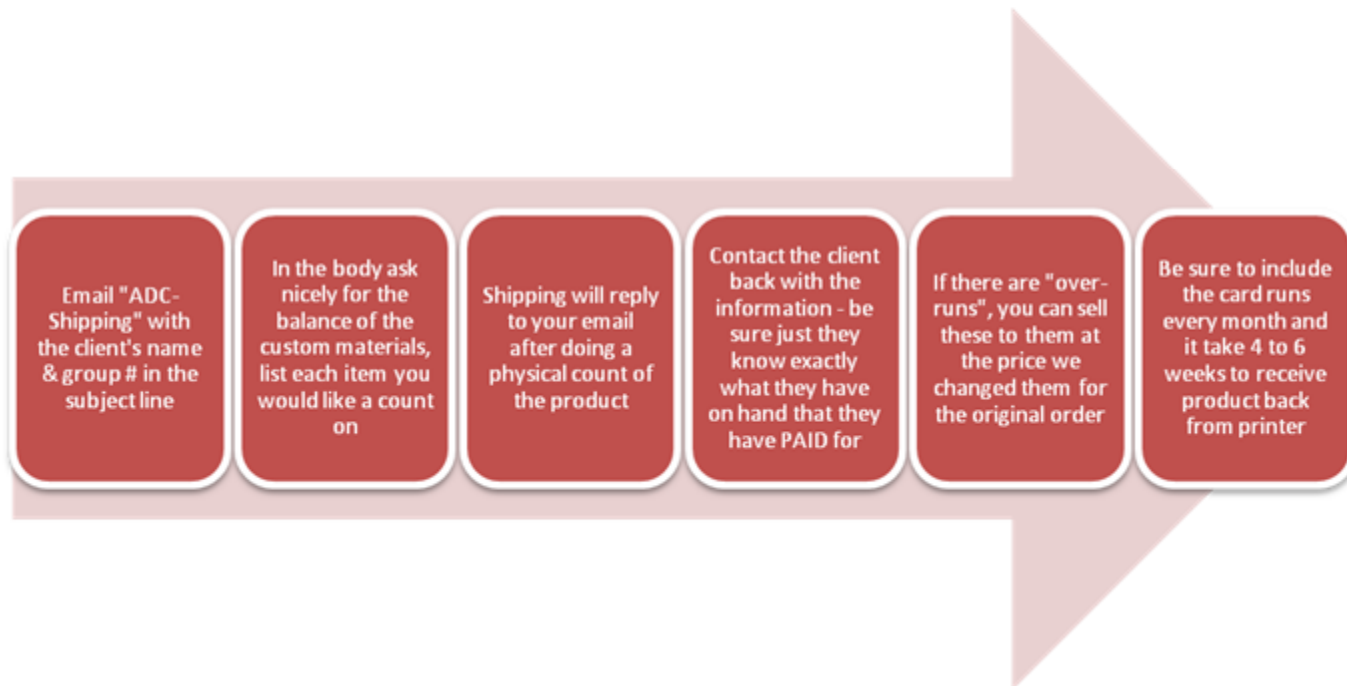 Email "ADC-
Shipping" with
the client's name
& group # in the
subject line
In the body ask
nicely for the
balance of the
custom materials,
list each item you
would like a count
on
Shipping will reply
to your email
after doing a
physical count of
the product
Contact the client
back with the
information - be
sure just they
know exactly
what they have
on hand that they
have PAID for
If there are "over-
runs", you can sell
these to them at
the price we
changed them for
the original order
Be sure to include
the card runs
every month and
it take 4 to 6
weeks to receive
product back
from printer